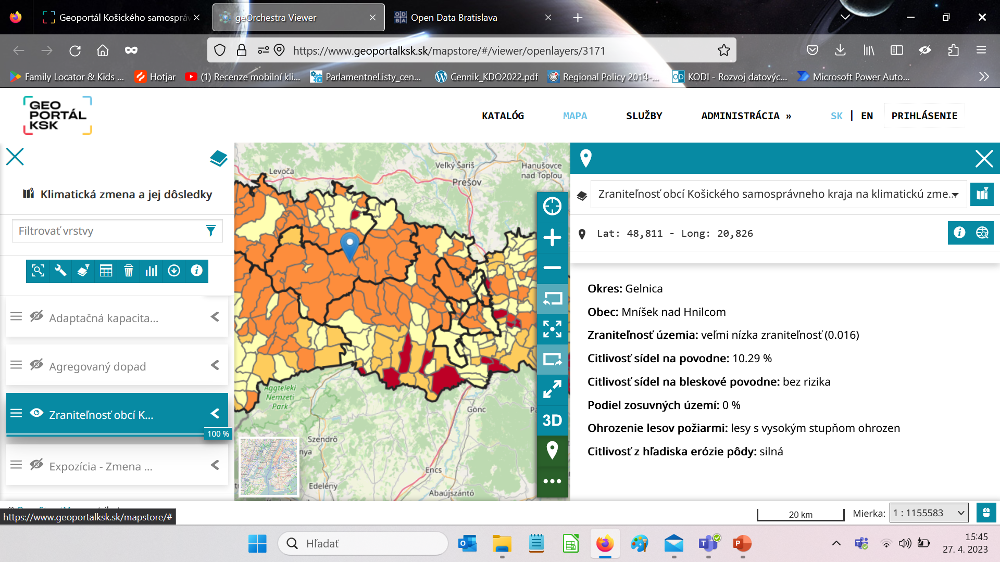 Geoportál Košického samospráv
geOrchestra Viewer
Open Data Bratislava
https://www.geoportalksk.sk/mapstore/#/viewer/openlayers/3171
Family Locator & Kids ...
Hotjar
(1) Recenze mobilní kli...
ParlamentneListy_cen...
Cennik_KDO2022.pdf
Regional Policy 2014-...
KODI - Rozvoj datovýc...
Microsoft Power Auto...
GEO
PORTÁL
KSK
KATALÓG
MAPA
SLUŽBY
ADMINISTRÁCIA »
SK | EN
PRIHLÁSENIE
Klimatická zmena a jej dôsledky
Filtrovať vrstvy
Adaptačná kapacita...
Agregovaný dopad
Zraniteľnosť obcí K...
100 %
Expozícia - Zmena ...
https://www.geoportalksk.sk/mapstore/#
Levoča
Veľký Šariš
Prešov
Hanušovce
nad Topľou
Aggteleki
Nemzeti
Park
Gönc
Szendrő
Encs
Edelény
Abaújszántó
3D
Zraniteľnosť obcí Košického samosprávneho kraja na klimatickú zme...
Lat: 48,811 - Long: 20,826
Okres: Gelnica
Obec: Mníšek nad Hnilcom
Zraniteľnosť územia: veľmi nízka zraniteľnosť (0.016)
Citlivosť sídel na povodne: 10.29 %
Citlivosť sídel na bleskové povodne: bez rizika
Podiel zosuvných území: 0 %
Ohrozenie lesov požiarmi: lesy s vysokým stupňom ohrozen
Citlivosť z hľadiska erózie pôdy: silná
20 km
Mierka: 1 : 1155583
Hľadať
15:45
27. 4. 2023